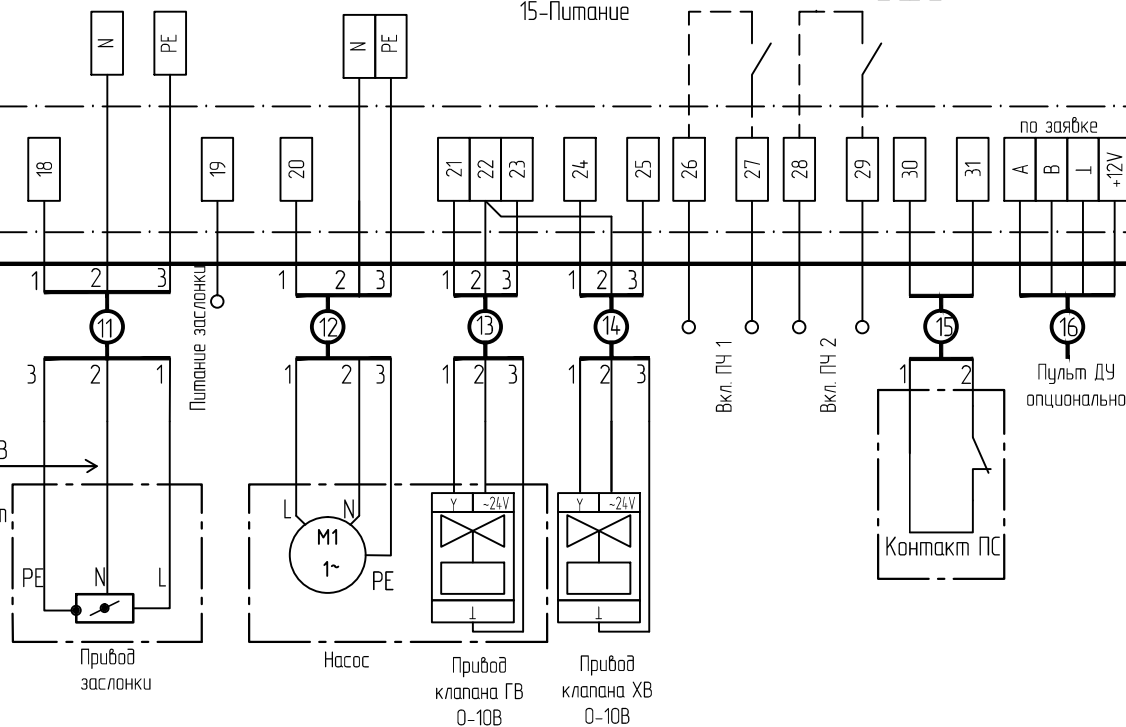 15-Питание
N
PE
N
PE
по заявке
18
19
20
21
22
23
24
25
26
27
28
29
30
31
A
B
⊥
+12V
1
2
3
Питание заслонки
1
2
3
1
2
3
1
2
3
11
12
13
14
15
16
Вкл. ПЧ 1
Вкл. ПЧ 2
3
2
1
1
2
3
1
2
3
1
2
3
1
2
Пульт ДУ
опционально
В
п
Y
~24V
Y
~24V
L
N
M1
1~
PE
Контакт ПС
PE
N
L
⊥
⊥
Привод
заслонки
Насос
Привод
клапана ГВ
0-10В
Привод
клапана ХВ
0-10В